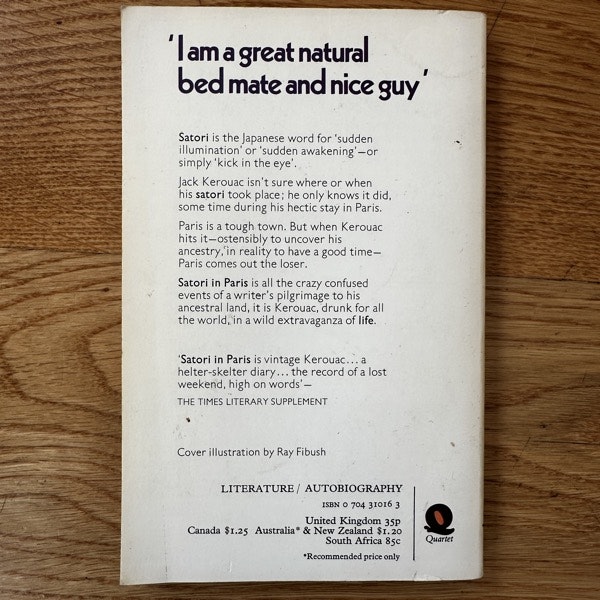 'I am a great natural
bed mate and nice guy'
Satori is the Japanese word for 'sudden
illumination' or 'sudden awakening'—or
simply 'kick in the eye'.
Jack Kerouac isn't sure where or when
his satori took place; he only knows it did,
some time during his hectic stay in Paris.
Paris is a tough town. But when Kerouac
hits it—ostensibly to uncover his
ancestry, in reality to have a good time—
Paris comes out the loser.
Satori in Paris is all the crazy confused
events of a writer's pilgrimage to his
ancestral land, it is Kerouac, drunk for all
the world, in a wild extravaganza of life.
'Satori in Paris is vintage Kerouac... a
helter-skelter diary... the record of a lost
weekend, high on words'—
THE TIMES LITERARY SUPPLEMENT
Cover illustration by Ray Fibush
LITERATURE / AUTOBIOGRAPHY
ISBN 0 704 31016 3
United Kingdom 35p
Canada $1.25 Australia* & New Zealand $1.20
South Africa 85c
*Recommended price only
Quartet